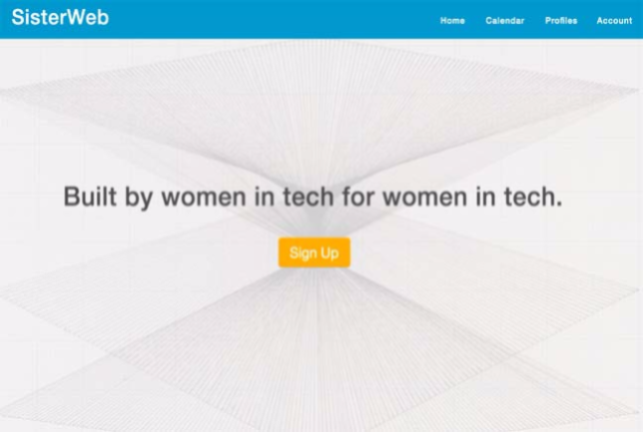 SisterWeb
Home Calendar Profiles Account
Built by women in tech for women in tech.
Sign Up